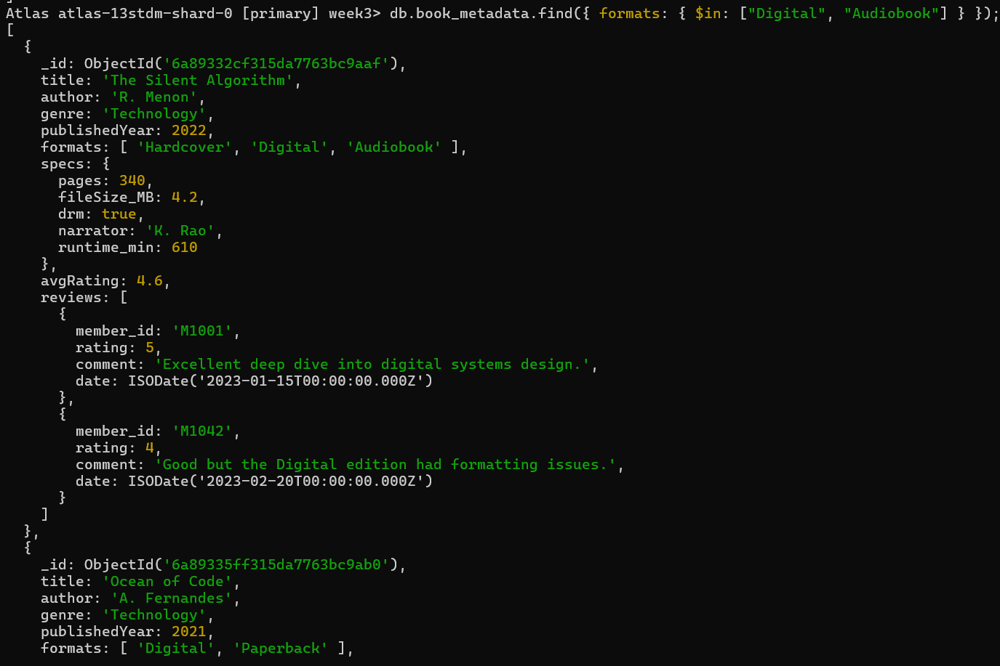 Atlas atlas-13stdm-shard-0 [primary] week3> db.book_metadata.find({ formats: { $in: ["Digital", "Audiobook"] } });
[
  {
    _id: ObjectId('6a89332cf315da7763bc9aaf'),
    title: 'The Silent Algorithm',
    author: 'R. Menon',
    genre: 'Technology',
    publishedYear: 2022,
    formats: [ 'Hardcover', 'Digital', 'Audiobook' ],
    specs: {
      pages: 340,
      fileSize_MB: 4.2,
      drm: true,
      narrator: 'K. Rao',
      runtime_min: 610
    },
    avgRating: 4.6,
    reviews: [
      {
        member_id: 'M1001',
        rating: 5,
        comment: 'Excellent deep dive into digital systems design.',
        date: ISODate('2023-01-15T00:00:00.000Z')
      },
      {
        member_id: 'M1042',
        rating: 4,
        comment: 'Good but the Digital edition had formatting issues.',
        date: ISODate('2023-02-20T00:00:00.000Z')
      }
    ]
  },
  {
    _id: ObjectId('6a89335ff315da7763bc9ab0'),
    title: 'Ocean of Code',
    author: 'A. Fernandes',
    genre: 'Technology',
    publishedYear: 2021,
    formats: [ 'Digital', 'Paperback' ],